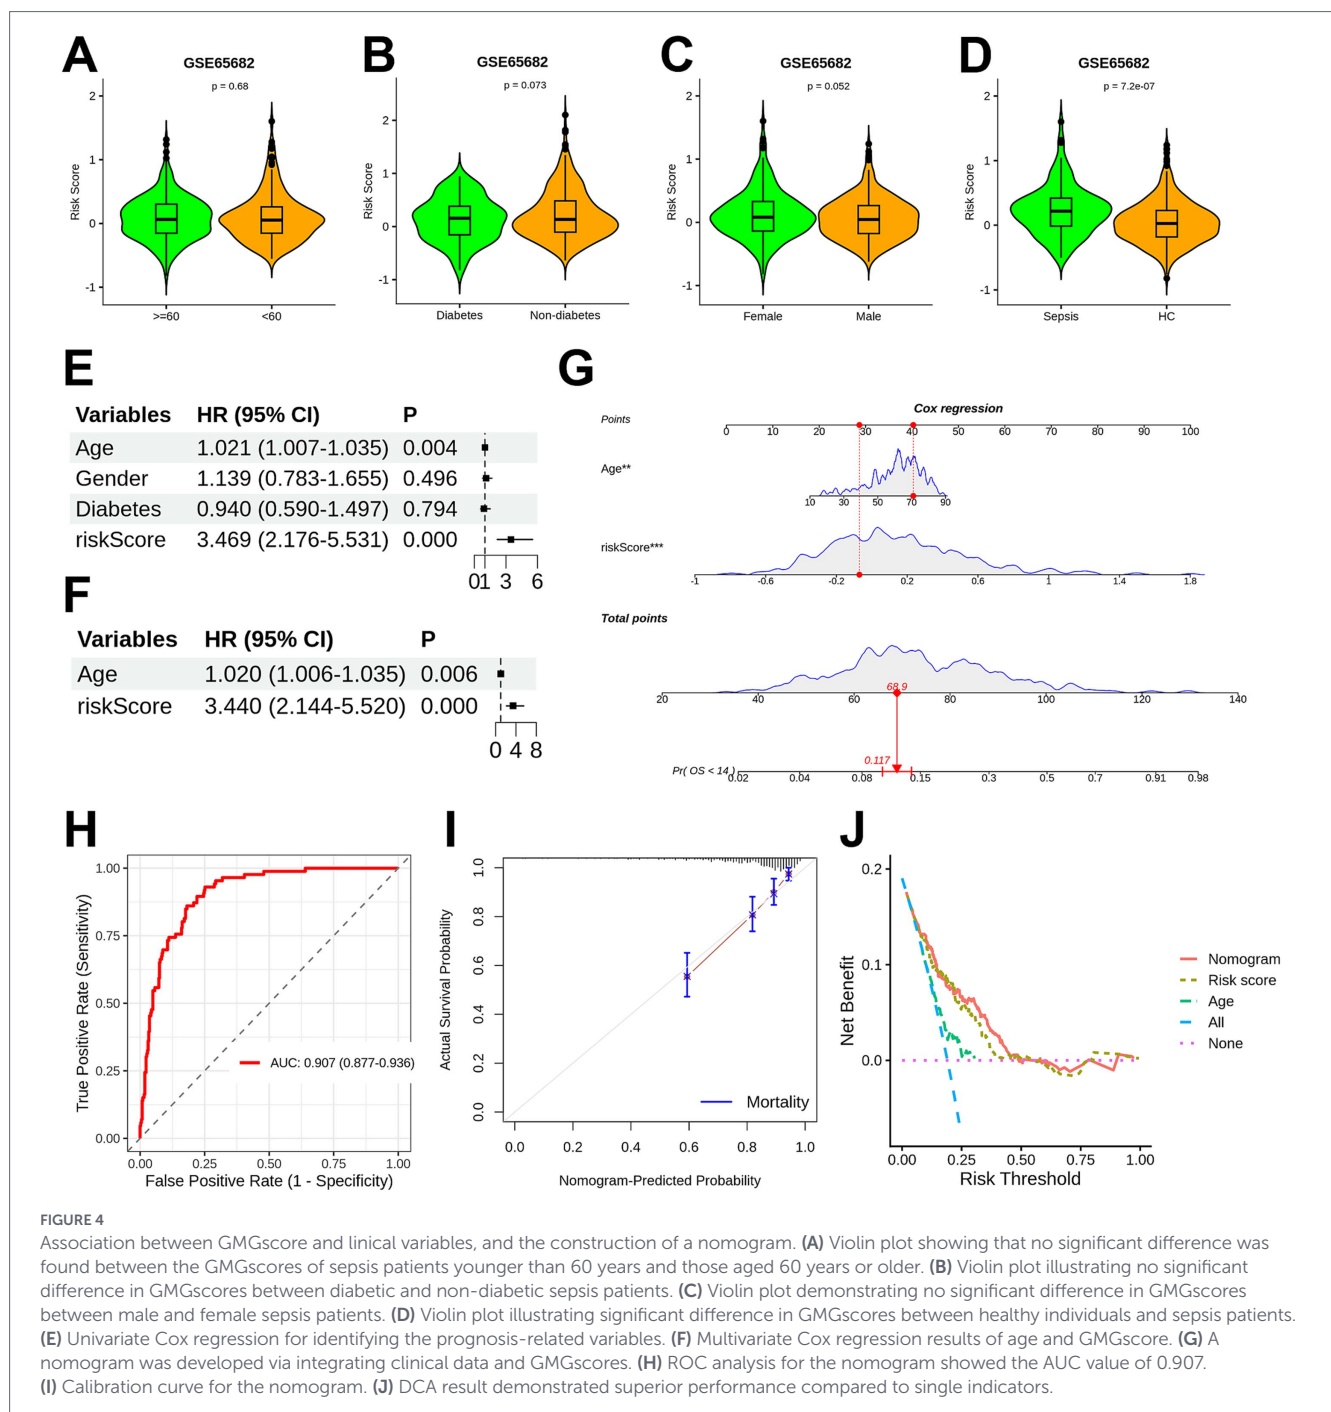 A
GSE65682
p = 0.68
Risk Score
2
1
0
-1
>=60
<60
B
GSE65682
p = 0.073
Risk Score
2
1
0
-1
Diabetes
Non-diabetes
C
GSE65682
p = 0.052
Risk Score
2
1
0
-1
Female
Male
D
GSE65682
p = 7.2e-07
Risk Score
2
1
0
-1
Sepsis
HC
E
Variables HR (95% CI) P
Age 1.021 (1.007-1.035) 0.004
Gender 1.139 (0.783-1.655) 0.496
Diabetes 0.940 (0.590-1.497) 0.794
riskScore 3.469 (2.176-5.531) 0.000
0 1 3 6
F
Variables HR (95% CI) P
Age 1.020 (1.006-1.035) 0.006
riskScore 3.440 (2.144-5.520) 0.000
0 4 8
G
Cox regression
Points
0 10 20 30 40 50 60 70 80 90 100
Age**
10 30 50 70 90
riskScore***
-1 -0.6 -0.2 0.2 0.6 1 1.4 1.8
Total points
68.9
20 40 60 80 100 120 140
0.117
Pr( OS < 14 )
0.02 0.04 0.08 0.15 0.3 0.5 0.7 0.91 0.98
H
True Positive Rate (Sensitivity)
1.00
0.75
0.50
0.25
0.00
AUC: 0.907 (0.877-0.936)
0.00 0.25 0.50 0.75 1.00
False Positive Rate (1 - Specificity)
I
Actual Survival Probability
1.0
0.8
0.6
0.4
0.2
0.0
Mortality
0.0 0.2 0.4 0.6 0.8 1.0
Nomogram-Predicted Probability
J
Net Benefit
0.2
0.1
0.0
0.00 0.25 0.50 0.75 1.00
Risk Threshold
Nomogram
Risk score
Age
All
None
FIGURE 4
Association between GMGscore and linical variables, and the construction of a nomogram. (A) Violin plot showing that no significant difference was
found between the GMGscores of sepsis patients younger than 60 years and those aged 60 years or older. (B) Violin plot illustrating no significant
difference in GMGscores between diabetic and non-diabetic sepsis patients. (C) Violin plot demonstrating no significant difference in GMGscores
between male and female sepsis patients. (D) Violin plot illustrating significant difference in GMGscores between healthy individuals and sepsis patients.
(E) Univariate Cox regression for identifying the prognosis-related variables. (F) Multivariate Cox regression results of age and GMGscore. (G) A
nomogram was developed via integrating clinical data and GMGscores. (H) ROC analysis for the nomogram showed the AUC value of 0.907.
(I) Calibration curve for the nomogram. (J) DCA result demonstrated superior performance compared to single indicators.